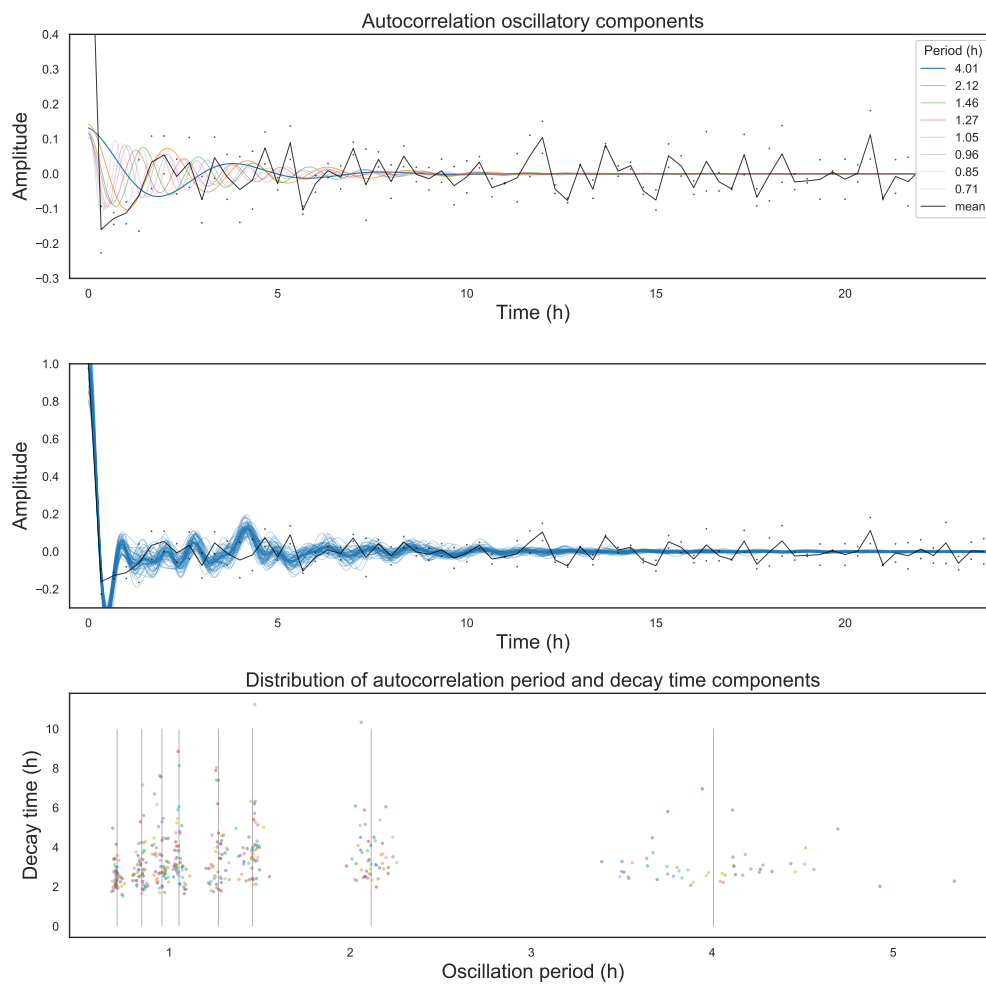 Autocorrelation oscillatory components
0.4
0.3
0.2
0.1
0.0
−0.1
−0.2
−0.3
Amplitude
Period (h)
4.01
2.12
1.46
1.27
1.05
0.96
0.85
0.71
mean
0 5 10 15 20
Time (h)
1.0
0.8
0.6
0.4
0.2
0.0
−0.2
Amplitude
0 5 10 15 20
Time (h)
Distribution of autocorrelation period and decay time components
10
8
6
4
2
0
Decay time (h)
1 2 3 4 5
Oscillation period (h)